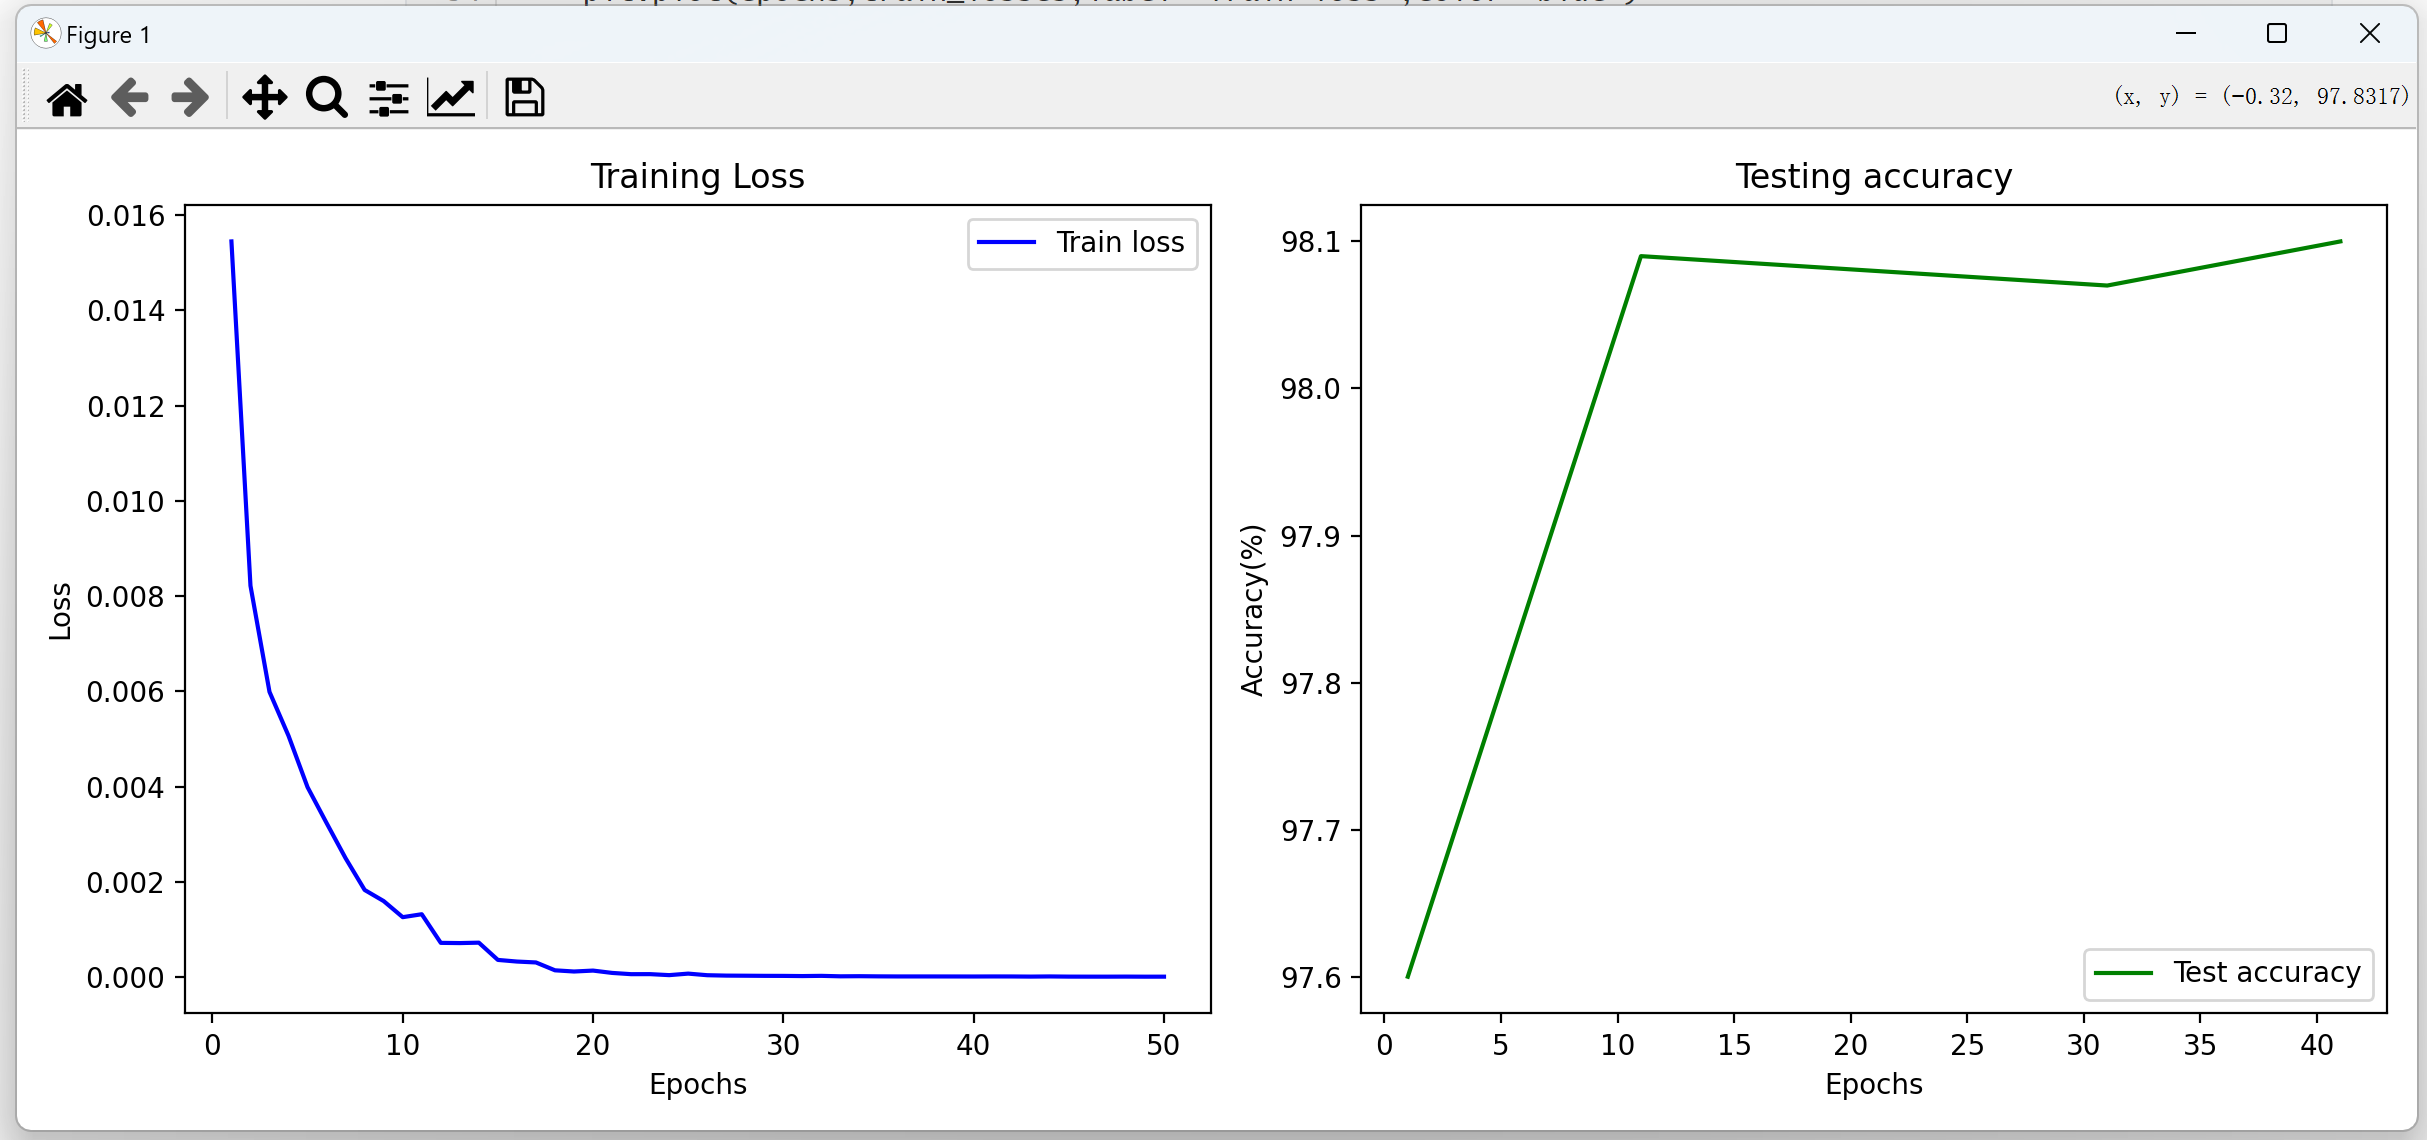 Figure 1
(x, y) = (-0.32, 97.8317)
Training Loss
0.016
0.014
0.012
0.010
0.008
0.006
0.004
0.002
0.000
Loss
Train loss
0 10 20 30 40 50
Epochs
Testing accuracy
98.1
98.0
97.9
97.8
97.7
97.6
Accuracy(%)
Test accuracy
0 5 10 15 20 25 30 35 40
Epochs